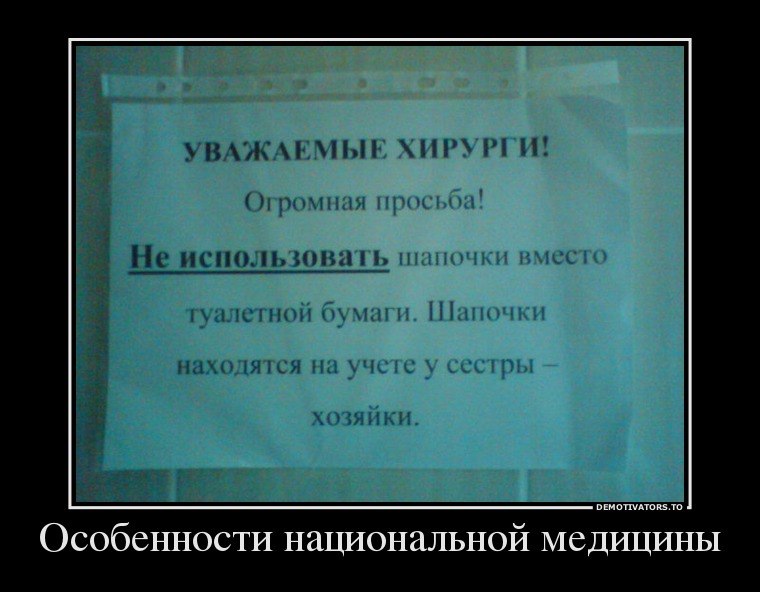 УВАЖАЕМЫЕ ХИРУРГИ!
Огромная просьба!
Не использовать шапочки вместо
туалетной бумаги. Шапочки
находятся на учете у сестры –
хозяйки.
DEMOTIVATORS.TO
Особенности национальной медицины